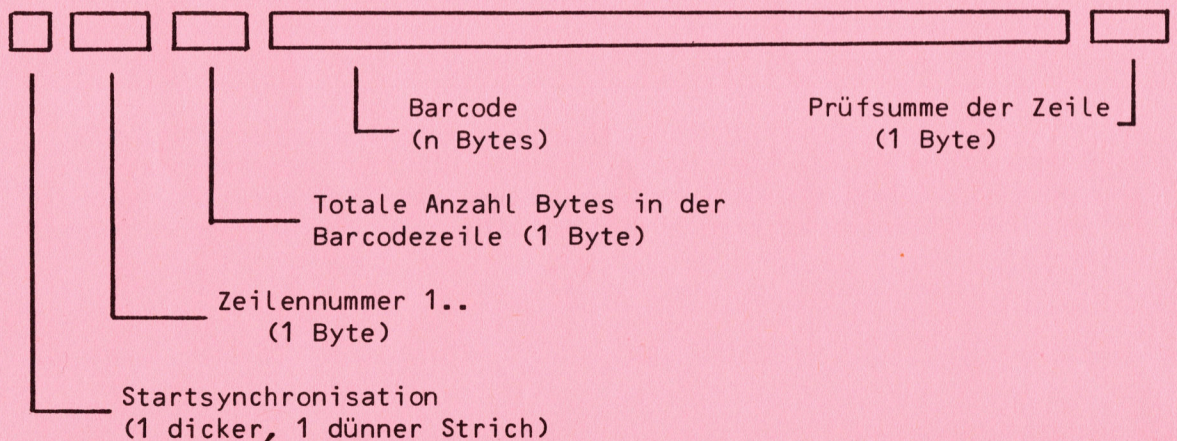 Barcode
(n Bytes)
Prüfsumme der Zeile
(1 Byte)
Totale Anzahl Bytes in der
Barcodezeile (1 Byte)
Zeilennummer 1..
(1 Byte)
Startsynchronisation
(1 dicker, 1 dünner Strich)